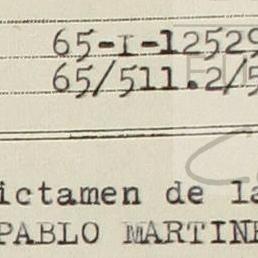 65-I-12529
65/511.2/5
ictamen de la
PABLO MARTINE